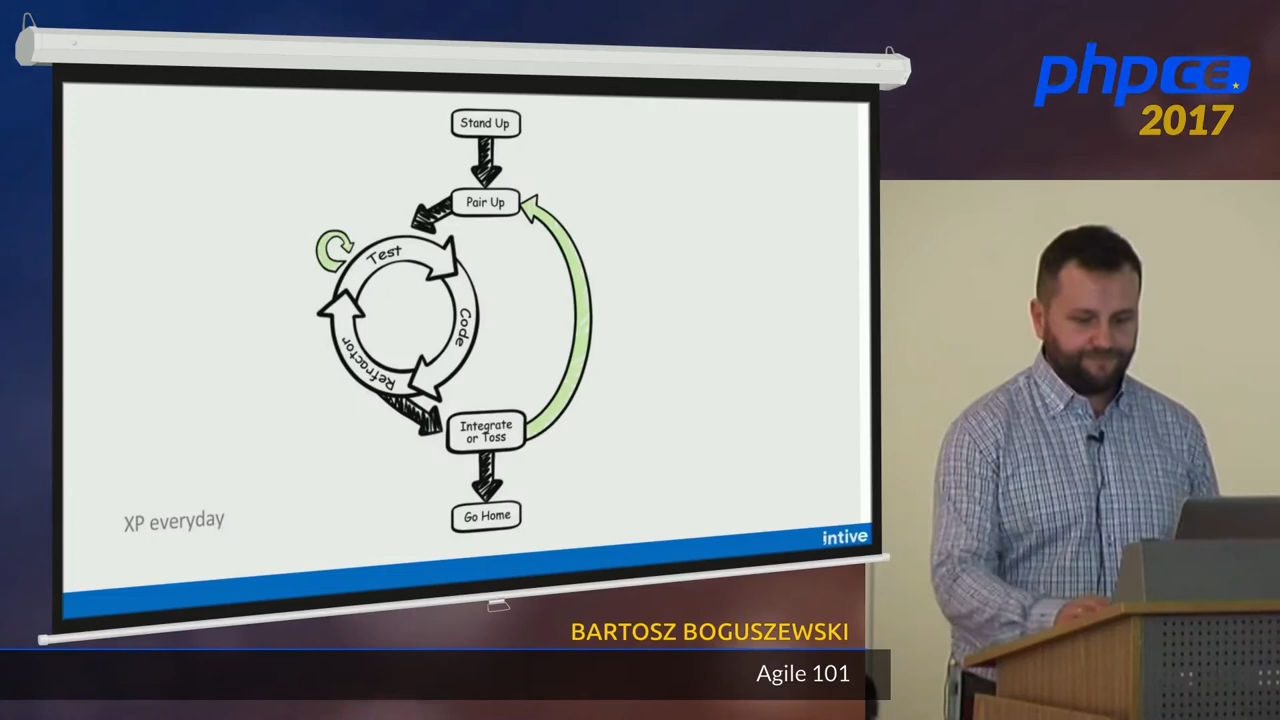 phpCE
2017
Stand Up
Pair Up
Test
Code
Refractor
Integrate
or Toss
Go Home
XP everyday
intive
BARTOSZ BOGUSZEWSKI
Agile 101